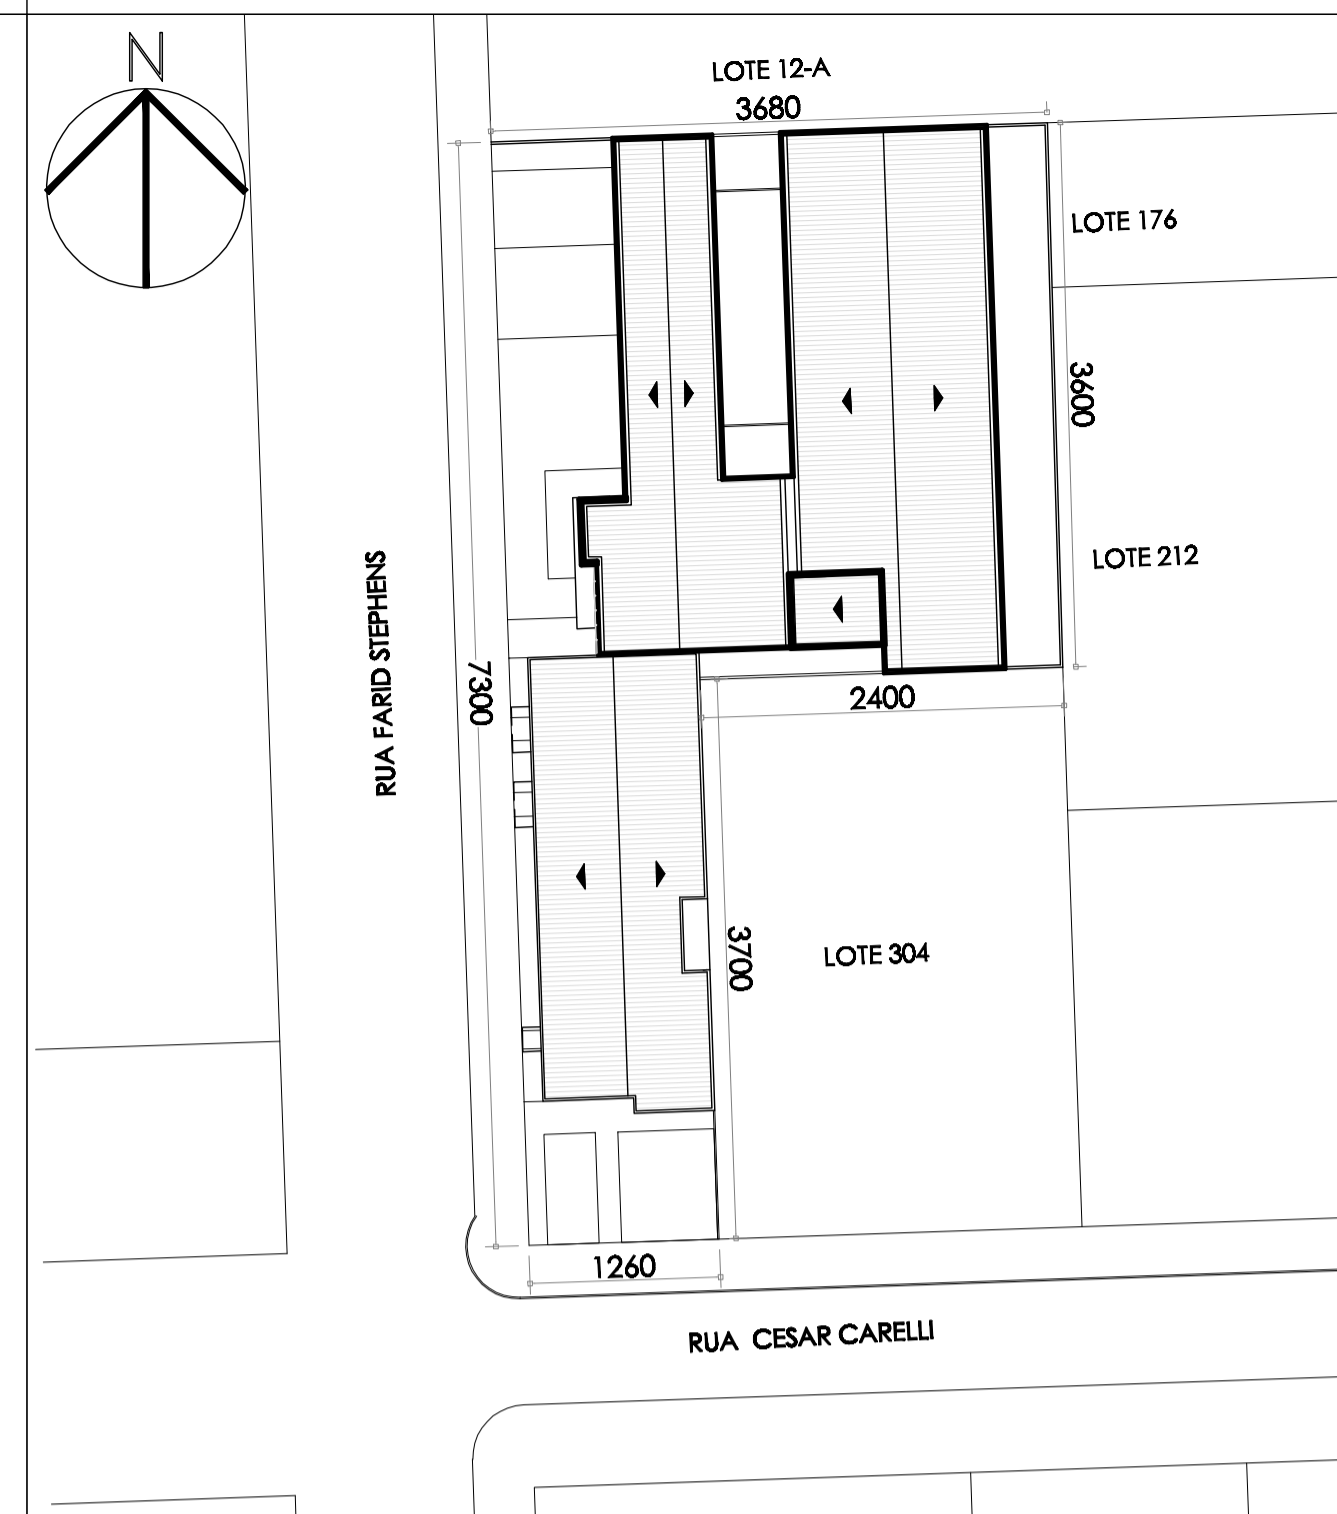 N
LOTE 12-A
3680
LOTE 176
3600
LOTE 212
RUA FARID STEPHENS
7300
2400
3700
LOTE 304
1260
RUA CESAR CARELLI